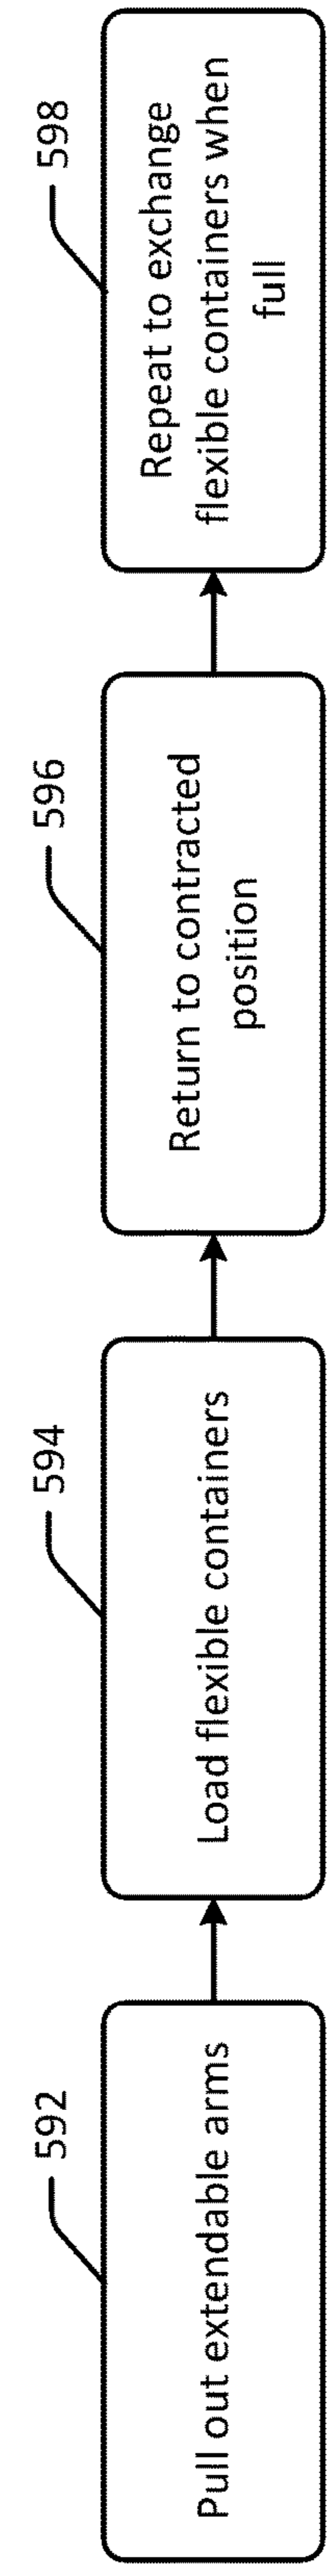 592
Pull out extendable arms
594
Load flexible containers
596
Return to contracted
position
598
Repeat to exchange
flexible containers when
full